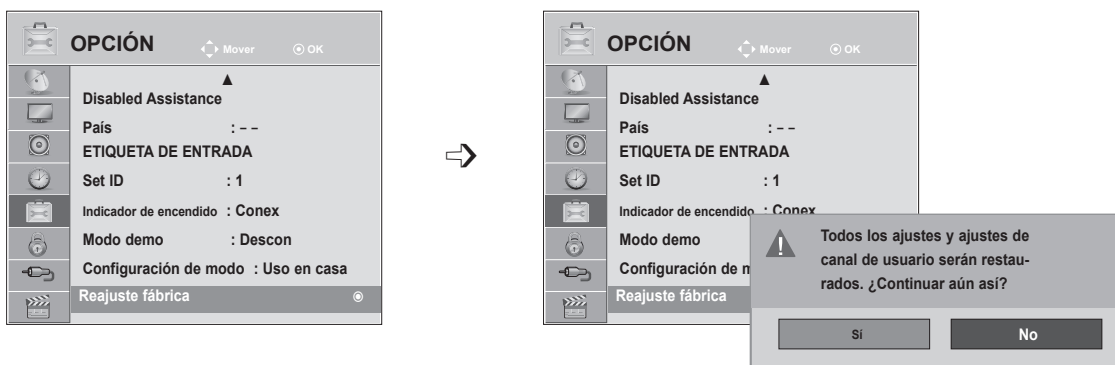 OPCIÓN Mover OK
▲
Disabled Assistance
País : – –
ETIQUETA DE ENTRADA
Set ID : 1
Indicador de encendido : Conex
Modo demo : Descon
Configuración de modo : Uso en casa
Reajuste fábrica
OPCIÓN Mover OK
▲
Disabled Assistance
País : – –
ETIQUETA DE ENTRADA
Set ID : 1
Indicador de encendido : Conex
Modo demo
Configuración de m
Reajuste fábrica
Todos los ajustes y ajustes de
canal de usuario serán restau-
rados. ¿Continuar aún así?
Sí No